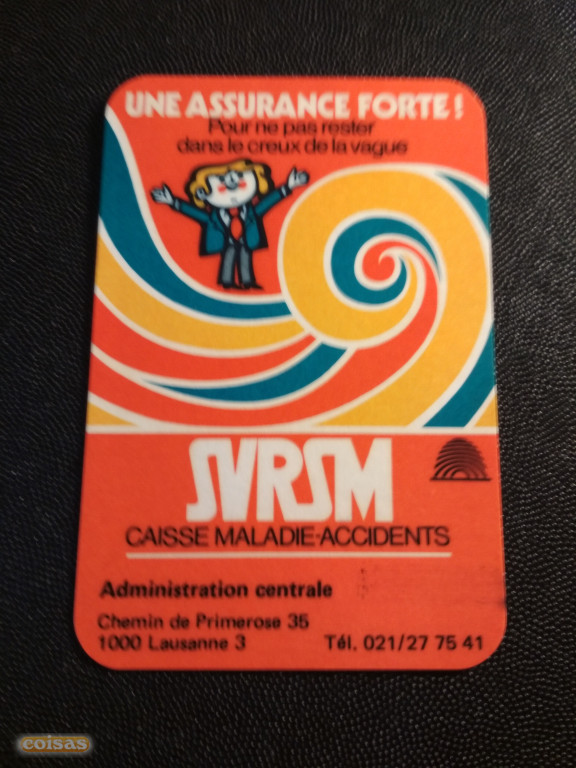 UNE ASSURANCE FORTE!
Pour ne pas rester
dans le creux de la vague
SVRSM
CAISSE MALADIE-ACCIDENTS
Administration centrale
Chemin de Primerose 35
1000 Lausanne 3 Tél. 021/27 75 41
coisas